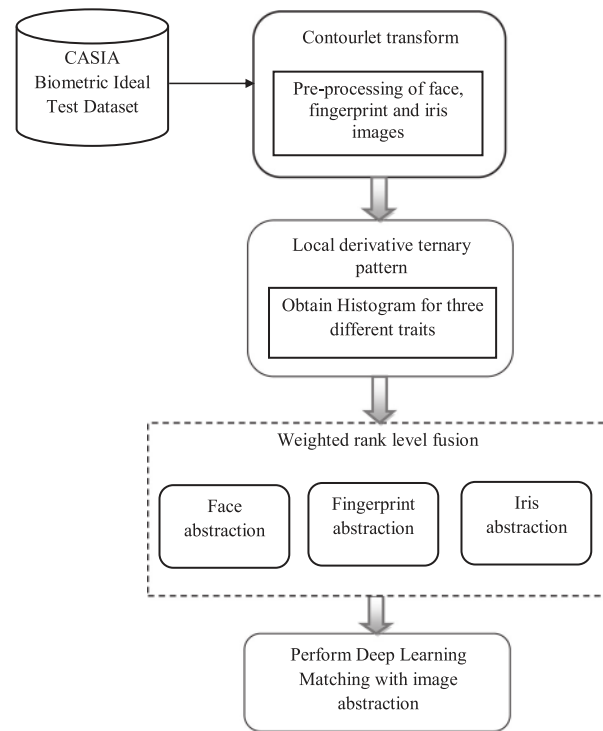 CASIA
Biometric Ideal
Test Dataset
Contourlet transform
Pre-processing of face,
fingerprint and iris
images
Local derivative ternary
pattern
Obtain Histogram for three
different traits
Weighted rank level fusion
Face
abstraction
Fingerprint
abstraction
Iris
abstraction
Perform Deep Learning
Matching with image
abstraction